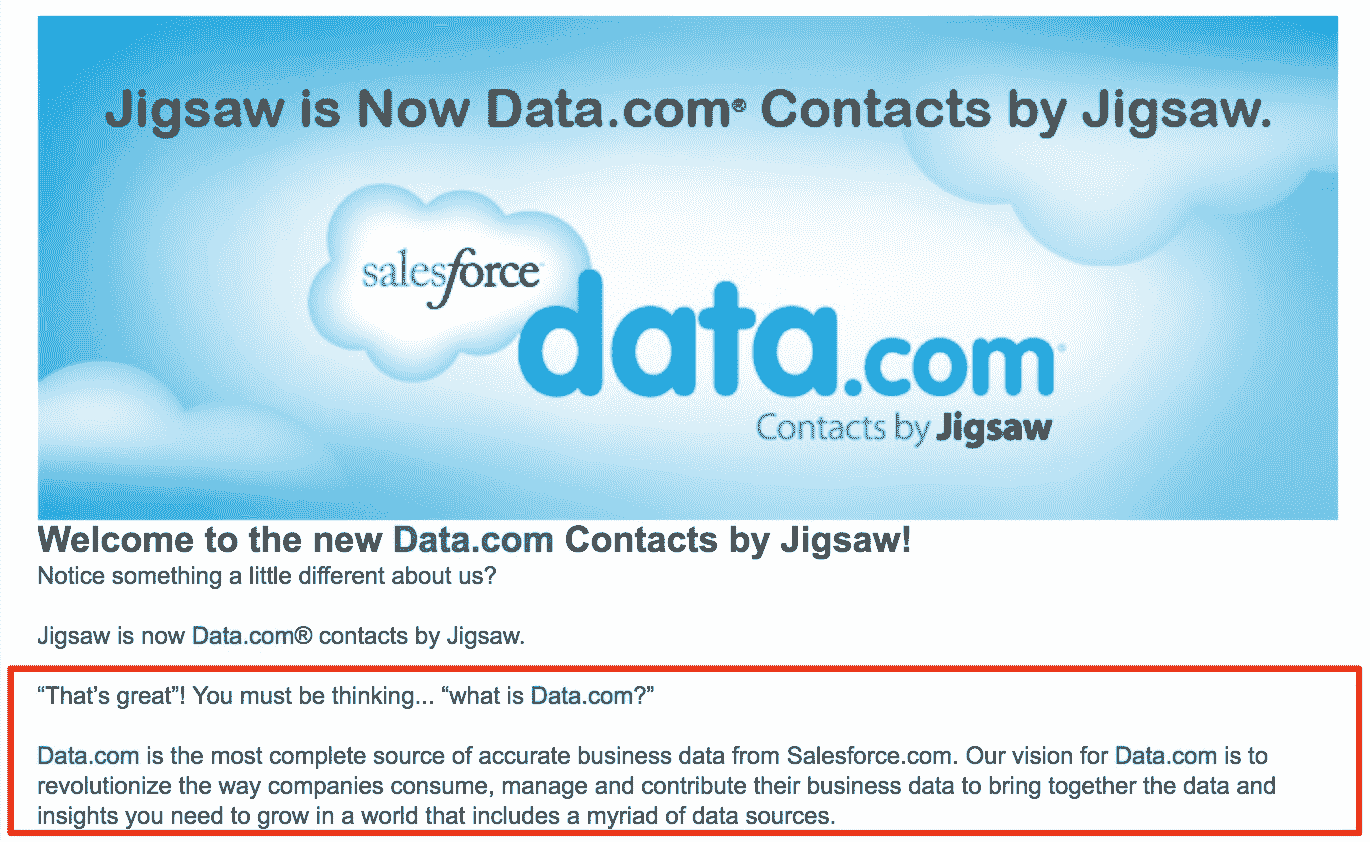 Jigsaw is Now Data.com® Contacts by Jigsaw.
salesforce
data.com
Contacts by Jigsaw
Welcome to the new Data.com Contacts by Jigsaw!
Notice something a little different about us?
Jigsaw is now Data.com® contacts by Jigsaw.
“That’s great”! You must be thinking... “what is Data.com?”
Data.com is the most complete source of accurate business data from Salesforce.com. Our vision for Data.com is to
revolutionize the way companies consume, manage and contribute their business data to bring together the data and
insights you need to grow in a world that includes a myriad of data sources.